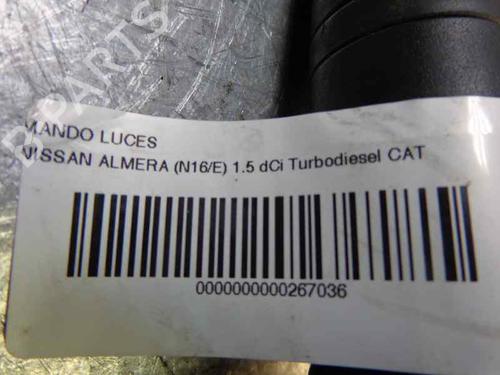 MANDO LUCES
NISSAN ALMERA (N16/E) 1.5 dCi Turbodiesel CAT
0000000000267036